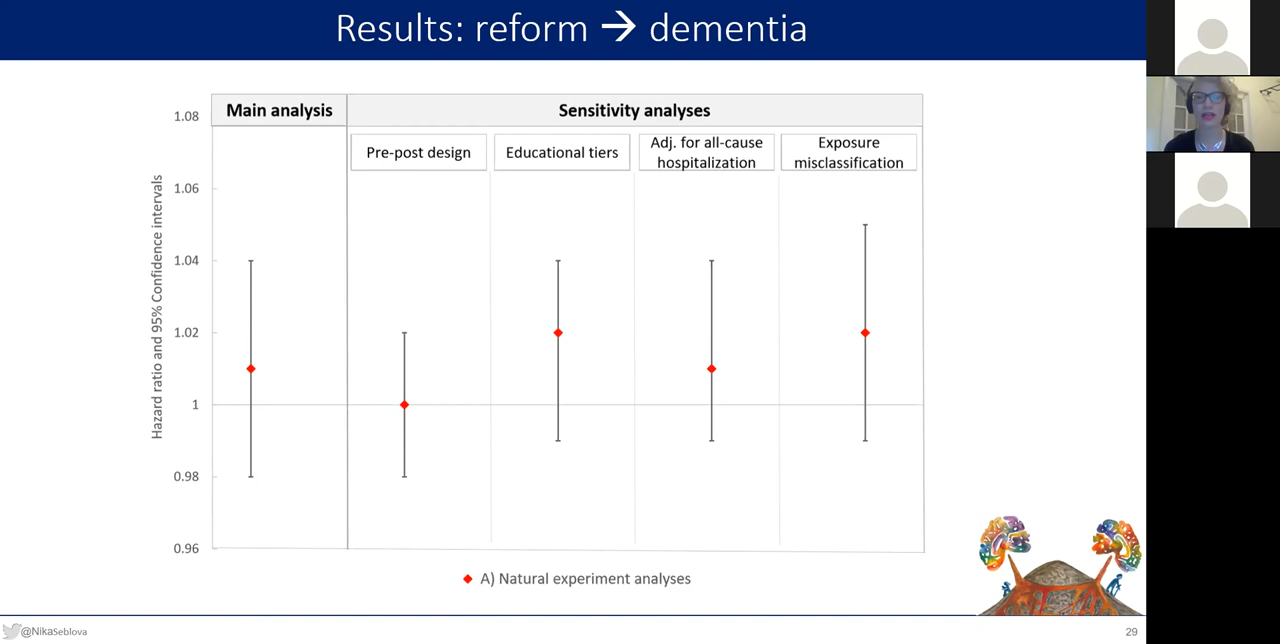 Results: reform → dementia
Main analysis
Sensitivity analyses
Pre-post design
Educational tiers
Adj. for all-cause
hospitalization
Exposure
misclassification
Hazard ratio and 95% Confidence intervals
1.08
1.06
1.04
1.02
1
0.98
0.96
A) Natural experiment analyses
@NikaSeblova
29